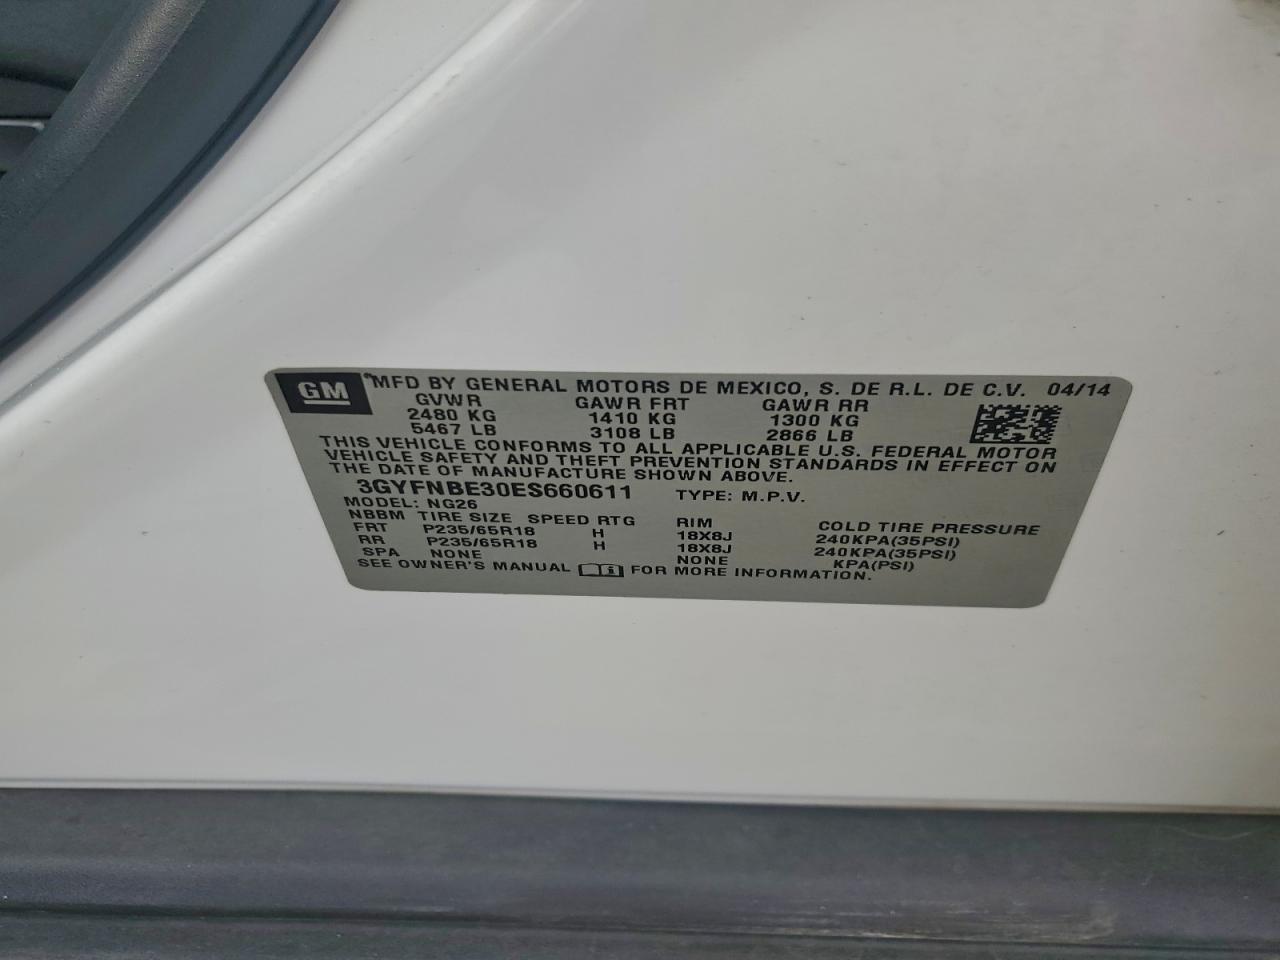 GM MFD BY GENERAL MOTORS DE MEXICO, S. DE R.L. DE C.V. 04/14
GVWR GAWR FRT GAWR RR
2480 KG 1410 KG 1300 KG
5467 LB 3108 LB 2866 LB
THIS VEHICLE CONFORMS TO ALL APPLICABLE U.S. FEDERAL MOTOR
VEHICLE SAFETY AND THEFT PREVENTION STANDARDS IN EFFECT ON
THE DATE OF MANUFACTURE SHOWN ABOVE.
3GYFNBE30ES660611 TYPE: M.P.V.
MODEL: NG26
NBBM TIRE SIZE SPEED RTG RIM COLD TIRE PRESSURE
FRT P235/65R18 H 18X8J 240KPA(35PSI)
RR P235/65R18 H 18X8J 240KPA(35PSI)
SPA NONE NONE KPA(PSI)
SEE OWNER'S MANUAL FOR MORE INFORMATION.